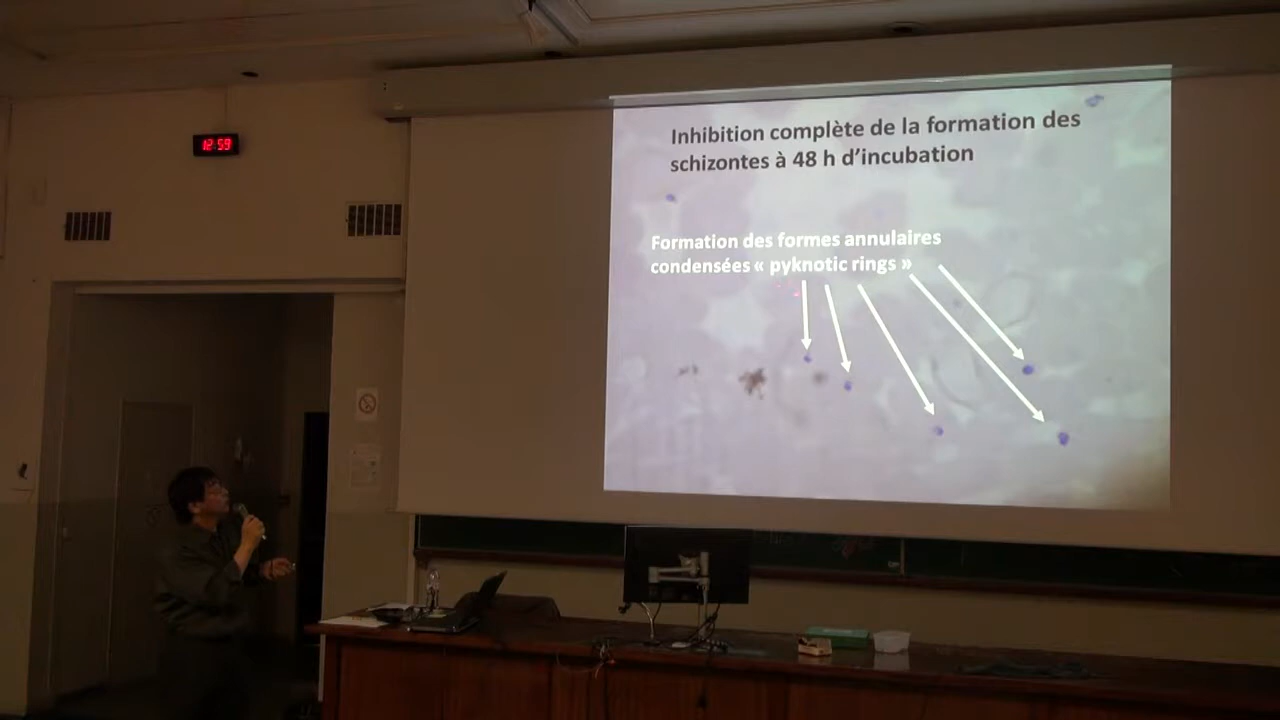 12:59
Inhibition complète de la formation des
schizontes à 48 h d’incubation
Formation des formes annulaires
condensées « pyknotic rings »